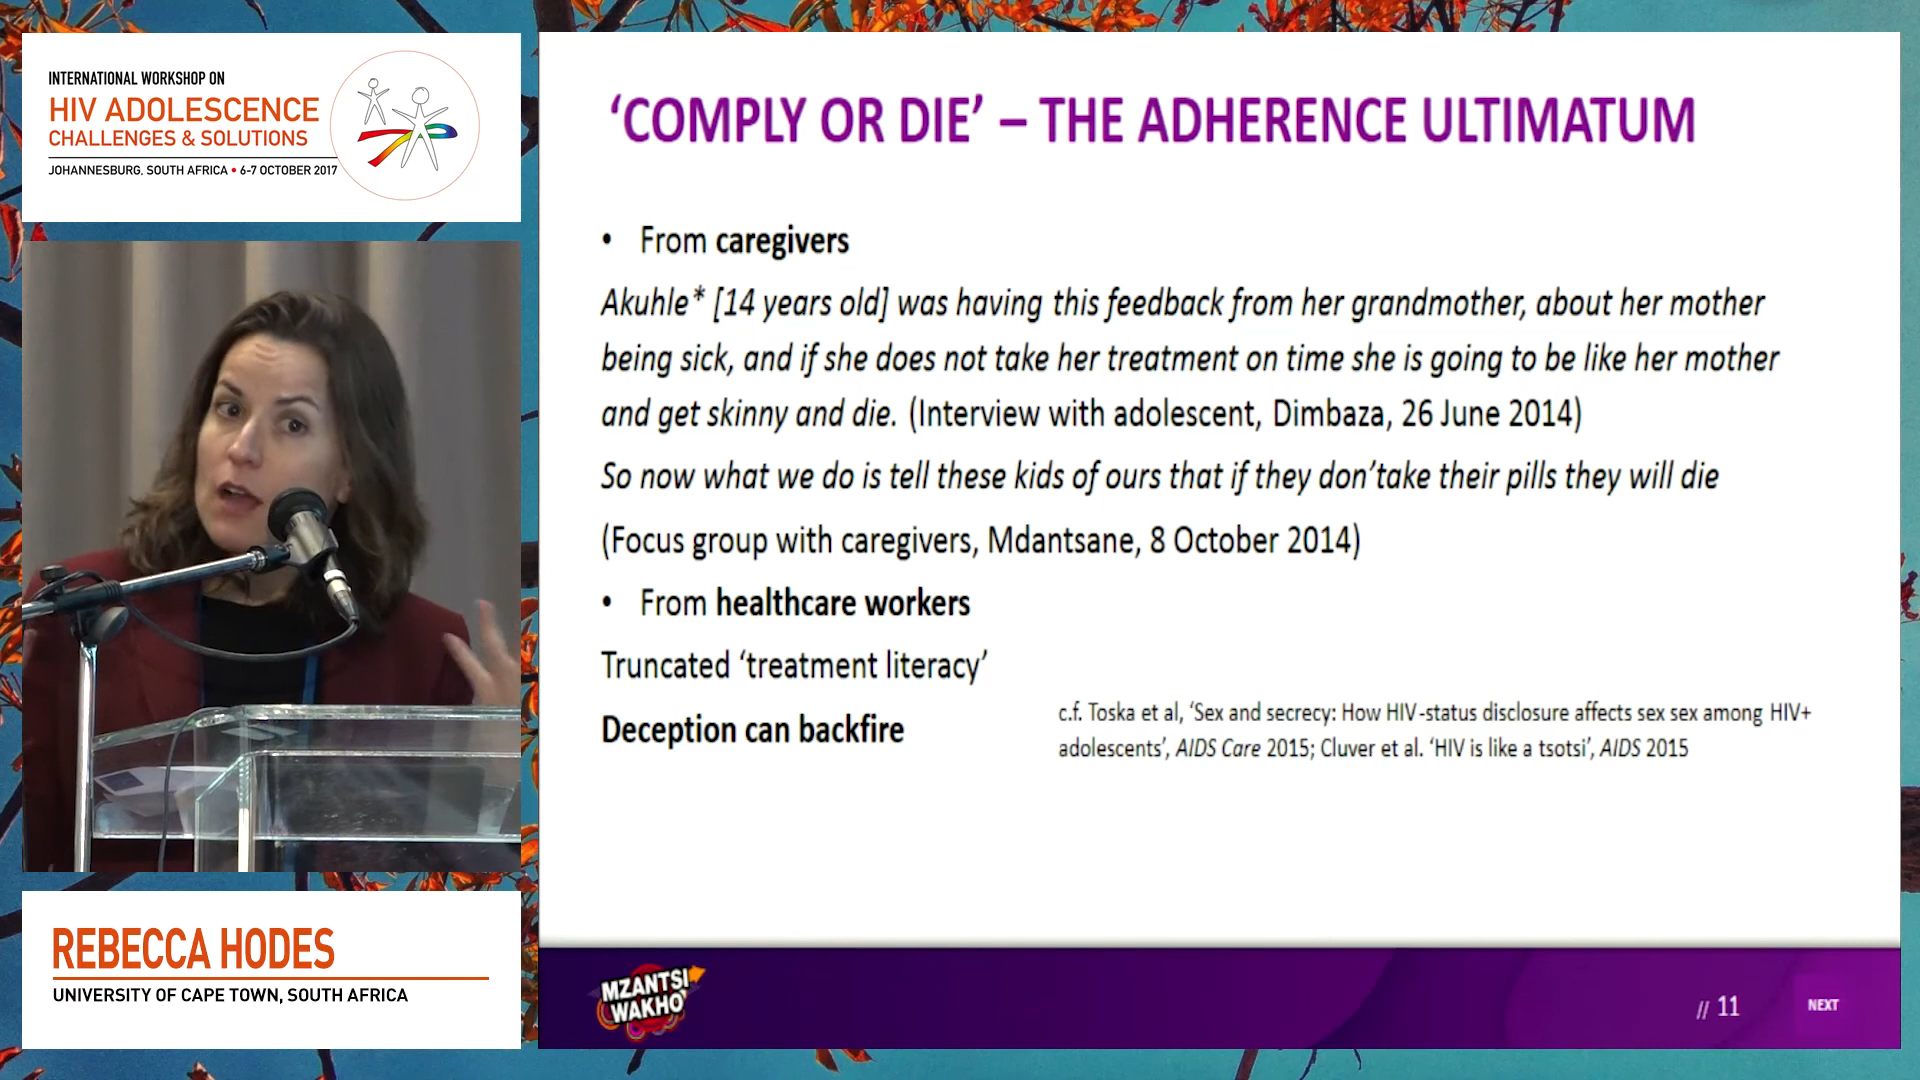 INTERNATIONAL WORKSHOP ON
HIV ADOLESCENCE
CHALLENGES & SOLUTIONS
JOHANNESBURG, SOUTH AFRICA • 6-7 OCTOBER 2017
‘COMPLY OR DIE’ – THE ADHERENCE ULTIMATUM
• From caregivers
Akuhle* [14 years old] was having this feedback from her grandmother, about her mother
being sick, and if she does not take her treatment on time she is going to be like her mother
and get skinny and die. (Interview with adolescent, Dimbaza, 26 June 2014)
So now what we do is tell these kids of ours that if they don’take their pills they will die
(Focus group with caregivers, Mdantsane, 8 October 2014)
• From healthcare workers
Truncated ‘treatment literacy’
Deception can backfire
c.f. Toska et al, ‘Sex and secrecy: How HIV-status disclosure affects sex sex among HIV+
adolescents’, AIDS Care 2015; Cluver et al. ‘HIV is like a tsotsi’, AIDS 2015
REBECCA HODES
UNIVERSITY OF CAPE TOWN, SOUTH AFRICA
MZANTSI
WAKHO
// 11
NEXT